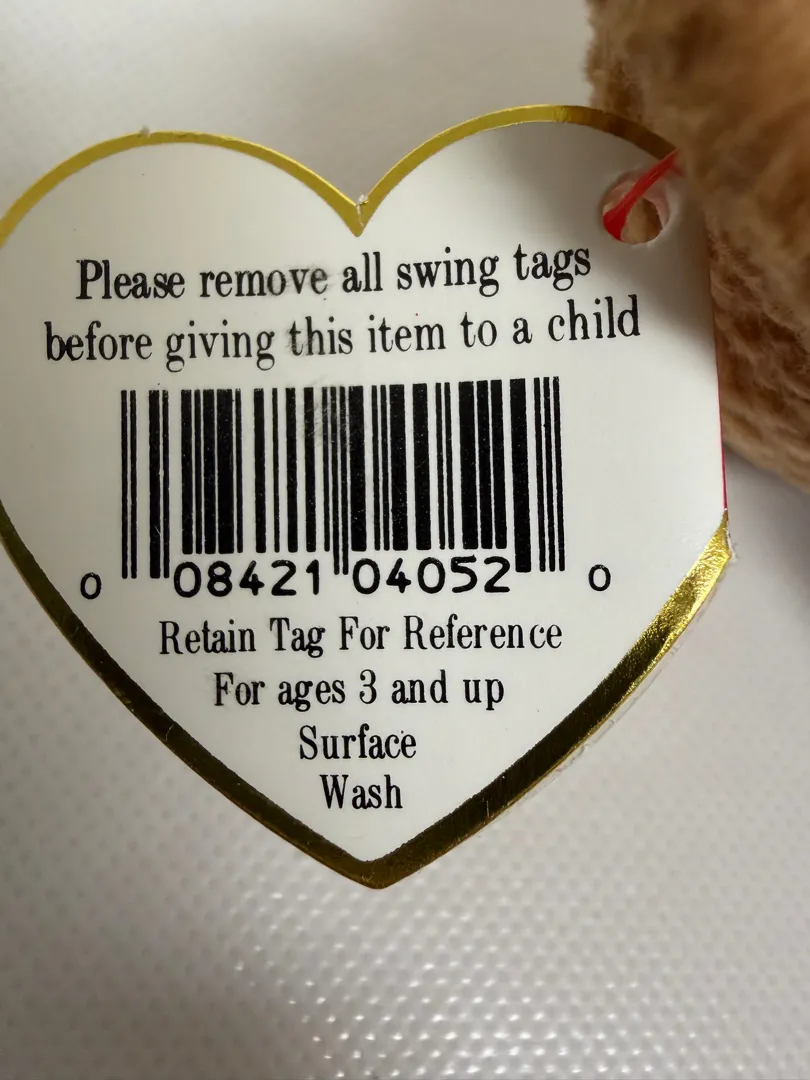 Please remove all swing tags
before giving this item to a child
0 08421 04052 0
Retain Tag For Reference
For ages 3 and up
Surface
Wash